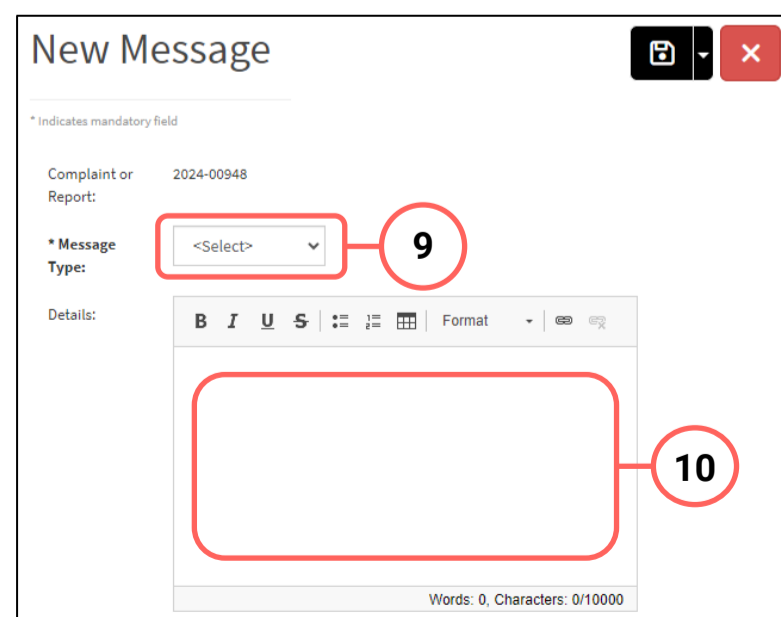 New Message
* Indicates mandatory field
Complaint or
Report:
2024-00948
* Message
Type:
<Select>
9
Details:
B I U S Format
10
Words: 0, Characters: 0/10000